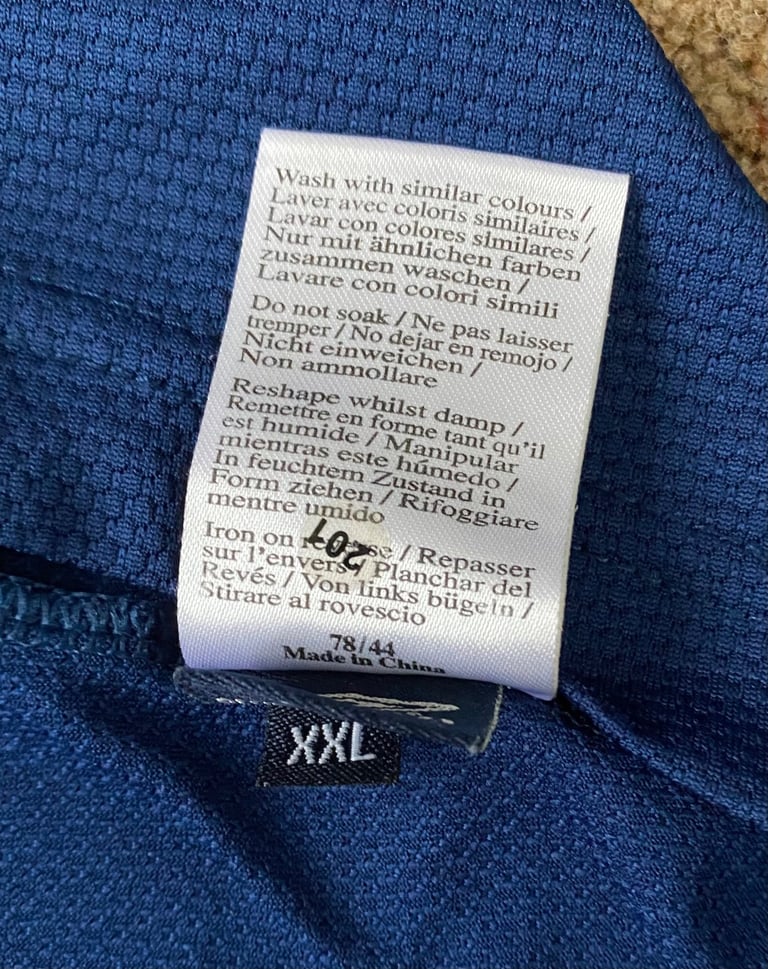 Wash with similar colours /
Laver avec coloris similaires /
Lavar con colores similares /
Nur mit ähnlichen farben
zusammen waschen /
Lavare con colori simili
Do not soak / Ne pas laisser
tremper / No dejar en remojo /
Nicht einweichen /
Non ammollare
Reshape whilst damp /
Remettre en forme tant qu'il
est humide / Manipular
mientras este húmedo /
In feuchtem Zustand in
Form ziehen / Rifoggiare
mentre umido
Iron on / Repasser
201
sur l'envers / Planchar del
Revés / Von links bügeln /
Stirare al rovescio
78/44
Made in China
XXL